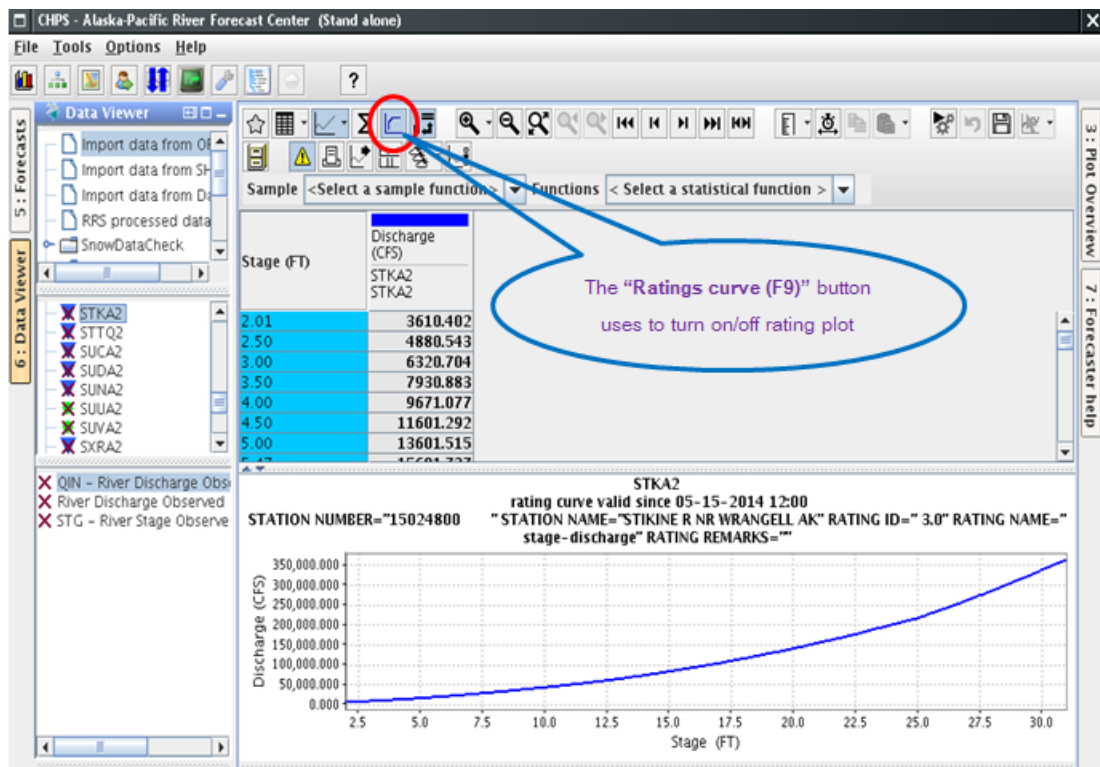 CHPS - Alaska-Pacific River Forecast Center (Stand alone)
File Tools Options Help
?
5 : Forecasts
6 : Data Viewer
Data Viewer
Import data from
Import data from
Import data from
RRS processed data
SnowDataCheck
STKA2
STTQ2
SUCA2
SUDA2
SUNA2
SUUA2
SUVA2
SXRA2
QIN - River Discharge
River Discharge Observed
STG - River Stage Observe
Sample <Select a sample function> Functions < Select a statistical function >
Stage (FT)
Discharge
(CFS)
STKA2
STKA2
2.01 3610.402
2.50 4880.543
3.00 6320.704
3.50 7930.883
4.00 9671.077
4.50 11601.292
5.00 13601.515
The “Ratings curve (F9)” button
uses to turn on/off rating plot
3 : Plot Overview
7 : Forecaster help
STKA2
rating curve valid since 05-15-2014 12:00
STATION NUMBER="15024800 " STATION NAME="STIKINE R NR WRANGELL AK" RATING ID=" 3.0" RATING NAME="
stage-discharge" RATING REMARKS=""
Discharge (CFS)
350,000.000
300,000.000
250,000.000
200,000.000
150,000.000
100,000.000
50,000.000
0.000
2.5 5.0 7.5 10.0 12.5 15.0 17.5 20.0 22.5 25.0 27.5 30.0
Stage (FT)